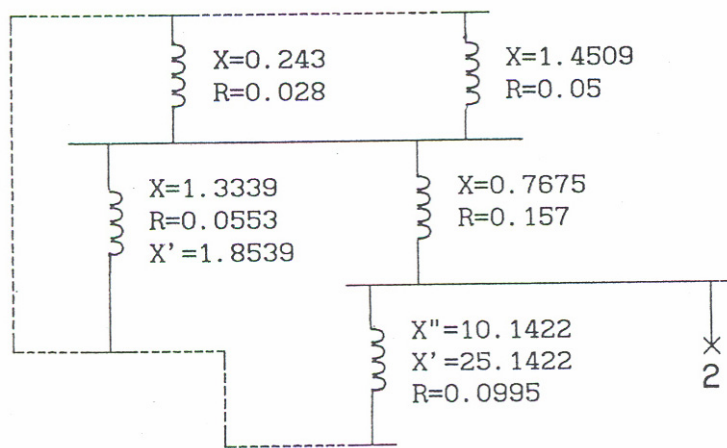 X=0.243
R=0.028
X=1.4509
R=0.05
X=1.3339
R=0.0553
X'=1.8539
X=0.7675
R=0.157
X"=10.1422
X'=25.1422
R=0.0995
2